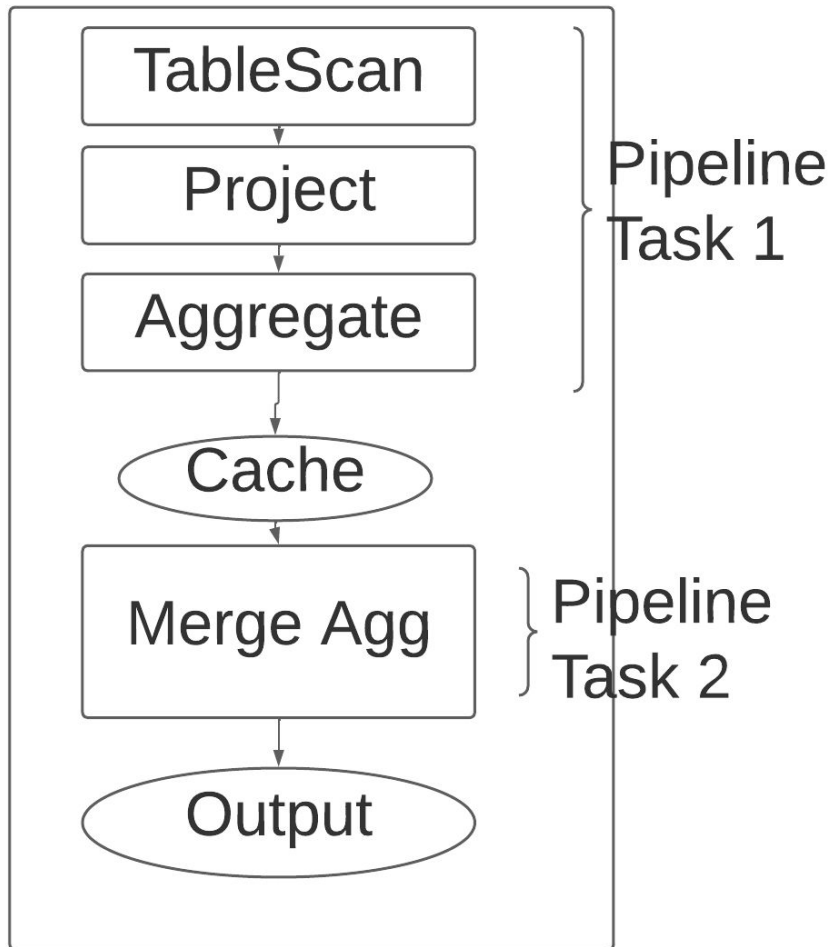 TableScan
Project
Pipeline
Task 1
Aggregate
Cache
Merge Agg
Pipeline
Task 2
Output